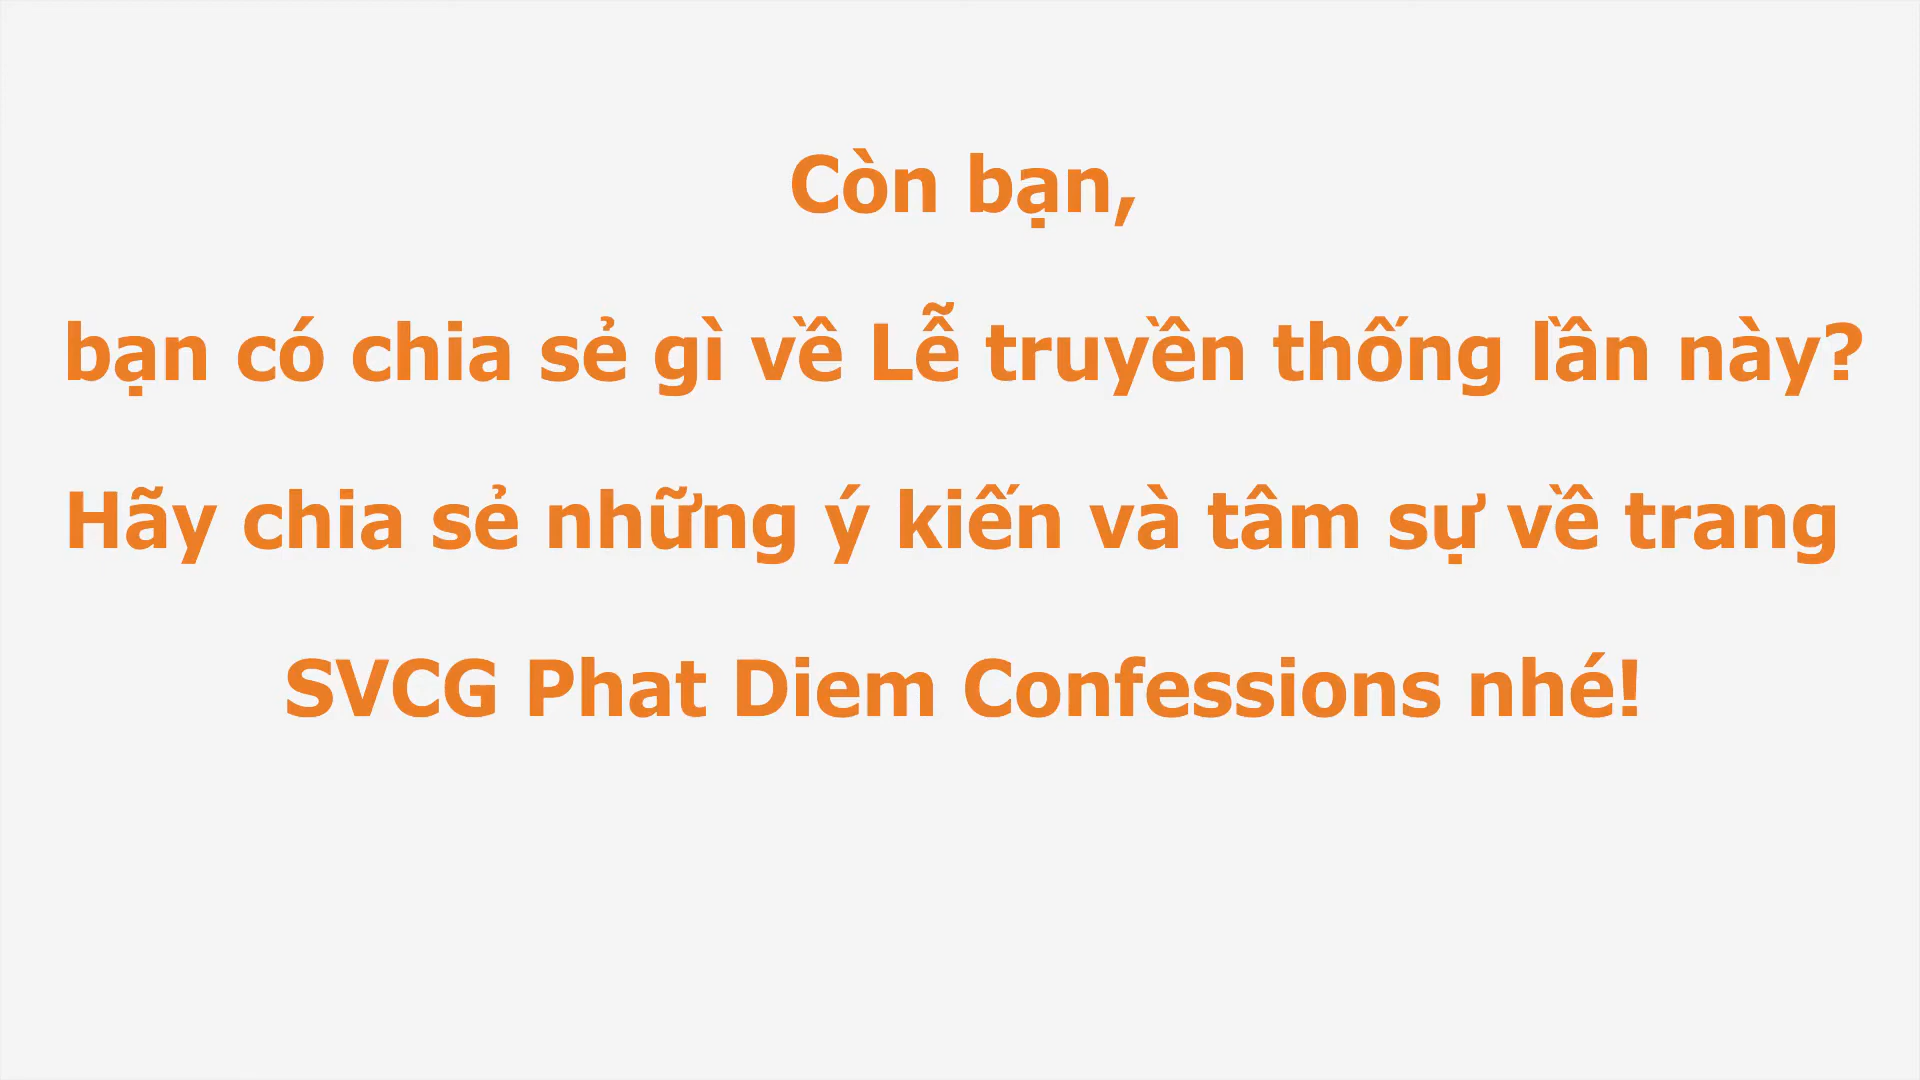 Còn bạn,
bạn có chia sẻ gì về Lễ truyền thống lần này?
Hãy chia sẻ những ý kiến và tâm sự về trang
SVCG Phat Diem Confessions nhé!